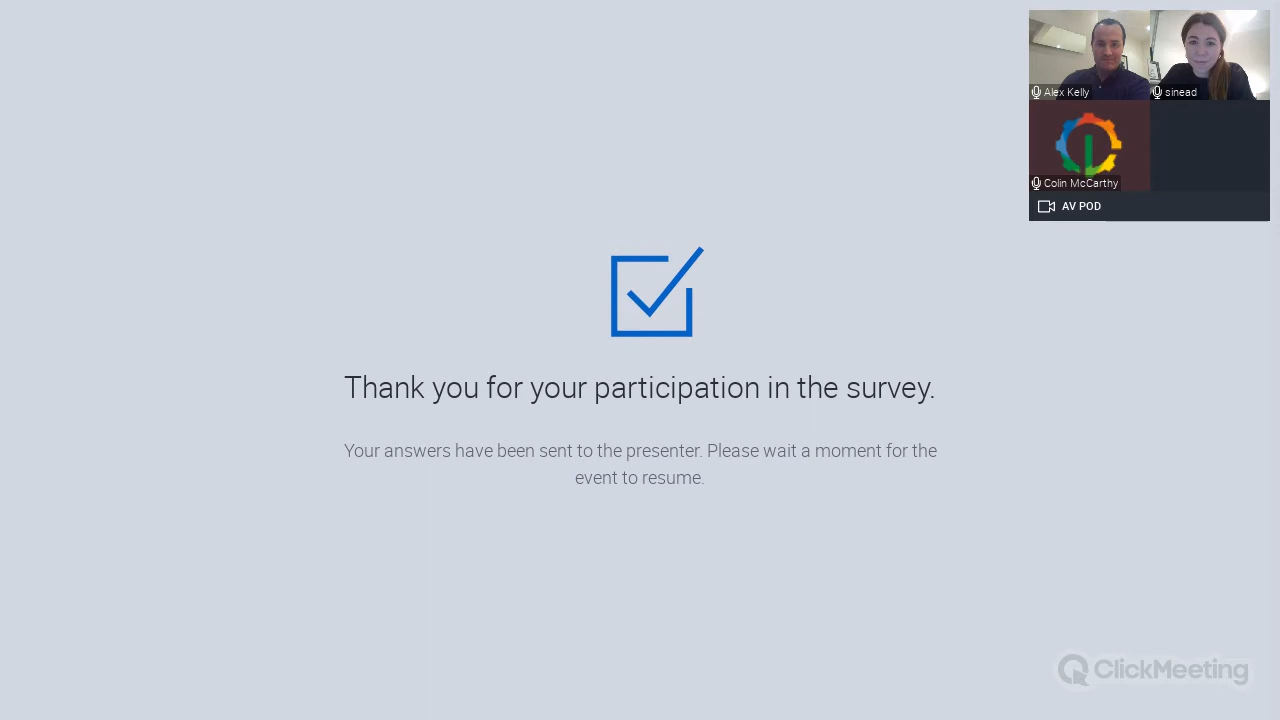 Alex Kelly
sinead
Colin McCarthy
AV POD
Thank you for your participation in the survey.
Your answers have been sent to the presenter. Please wait a moment for the
event to resume.
ClickMeeting